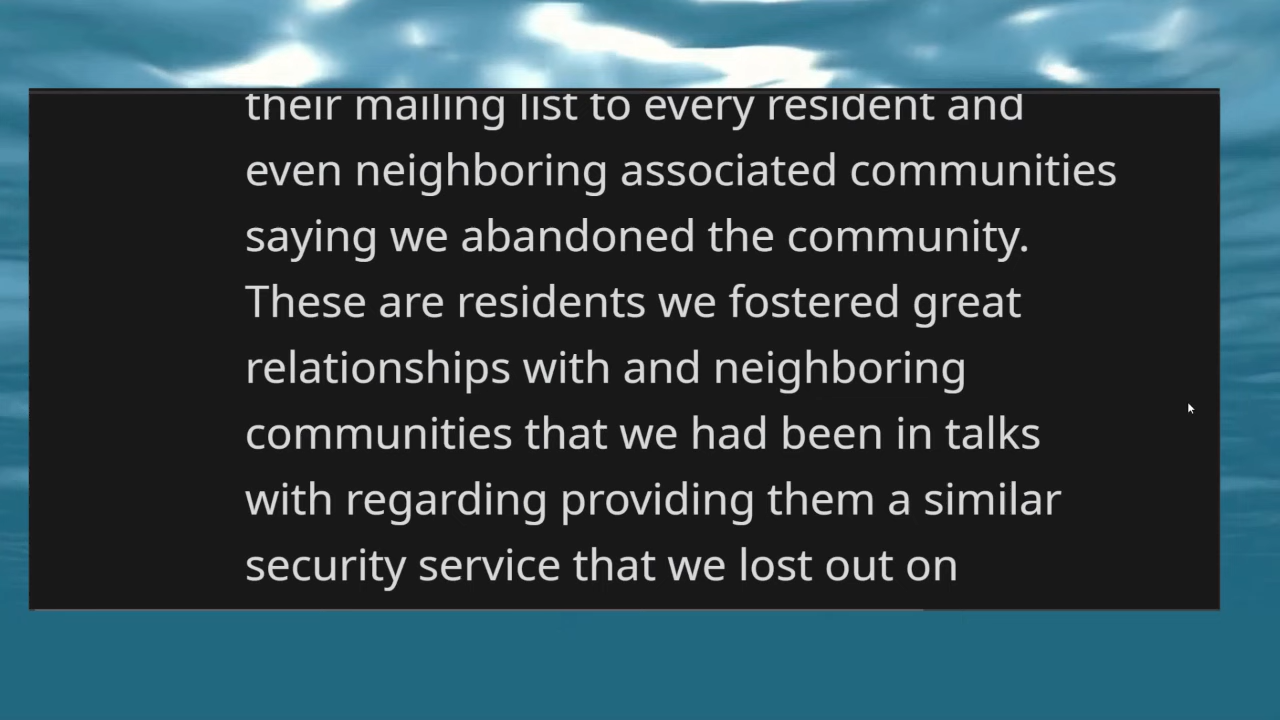 their mailing list to every resident and
even neighboring associated communities
saying we abandoned the community.
These are residents we fostered great
relationships with and neighboring
communities that we had been in talks
with regarding providing them a similar
security service that we lost out on